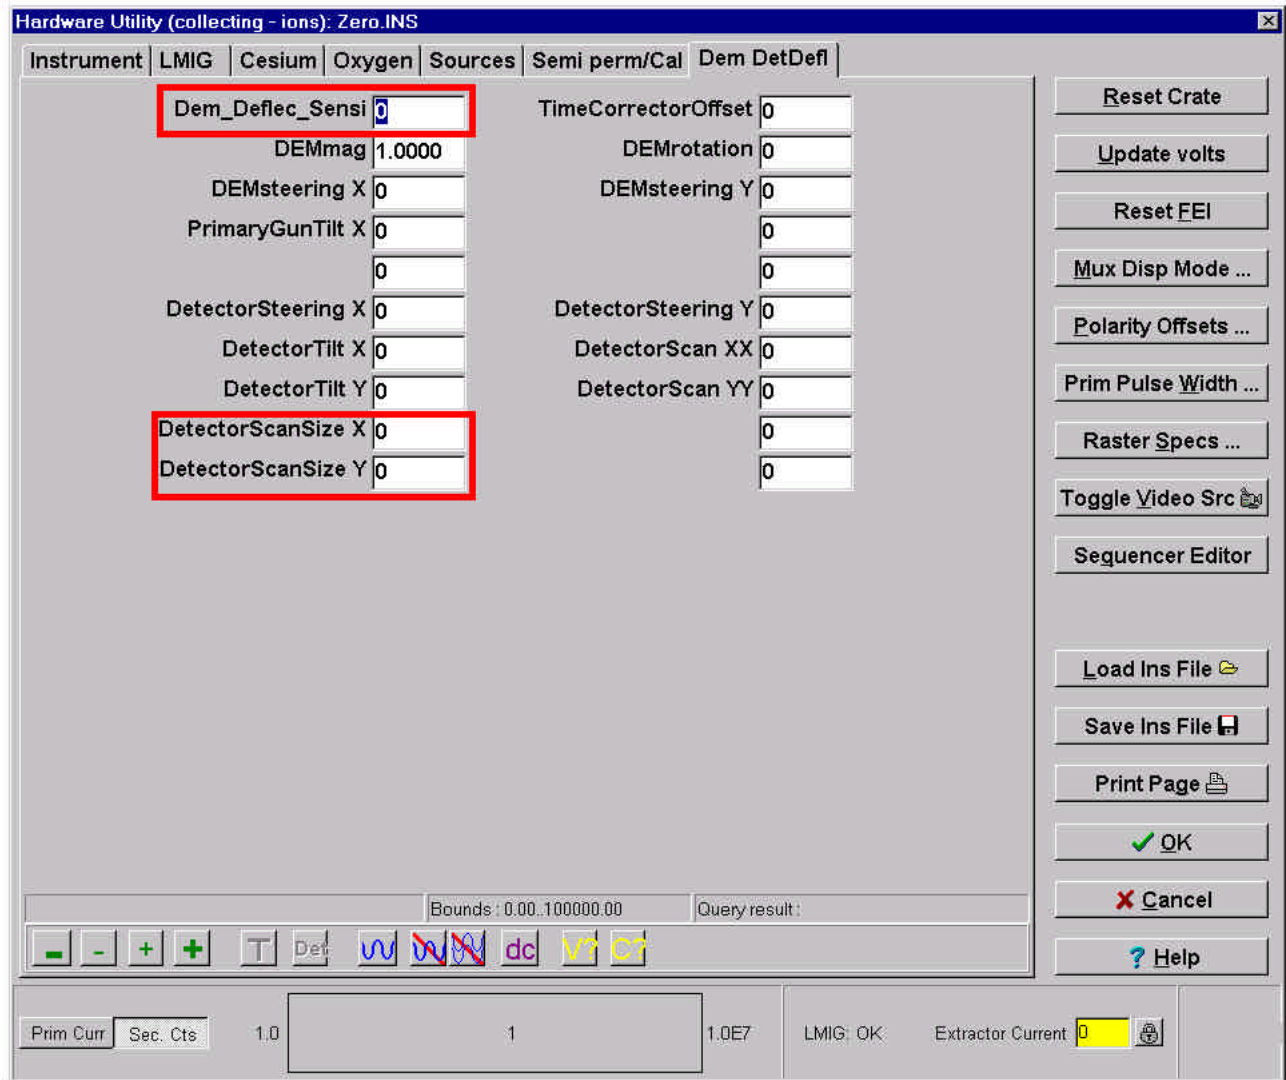 Hardware Utility (collecting - ions): Zero.INS
Instrument LMIG Cesium Oxygen Sources Semi perm/Cal Dem DetDefl
Dem_Deflec_Sensi 0 TimeCorrectorOffset 0
DEMmag 1.0000 DEMrotation 0
DEMsteering X 0 DEMsteering Y 0
PrimaryGunTilt X 0 0
0 0
DetectorSteering X 0 DetectorSteering Y 0
DetectorTilt X 0 DetectorScan XX 0
DetectorTilt Y 0 DetectorScan YY 0
DetectorScanSize X 0 0
DetectorScanSize Y 0 0
Reset Crate
Update volts
Reset FEI
Mux Disp Mode ...
Polarity Offsets ...
Prim Pulse Width ...
Raster Specs ...
Toggle Video Src
Sequencer Editor
Load Ins File
Save Ins File
Print Page
OK
Cancel
Help
Bounds : 0.00..100000.00 Query result :
- - + + T Det dc V? C?
Prim Curr Sec. Cts 1.0 1 1.0E7 LMIG: OK Extractor Current 0